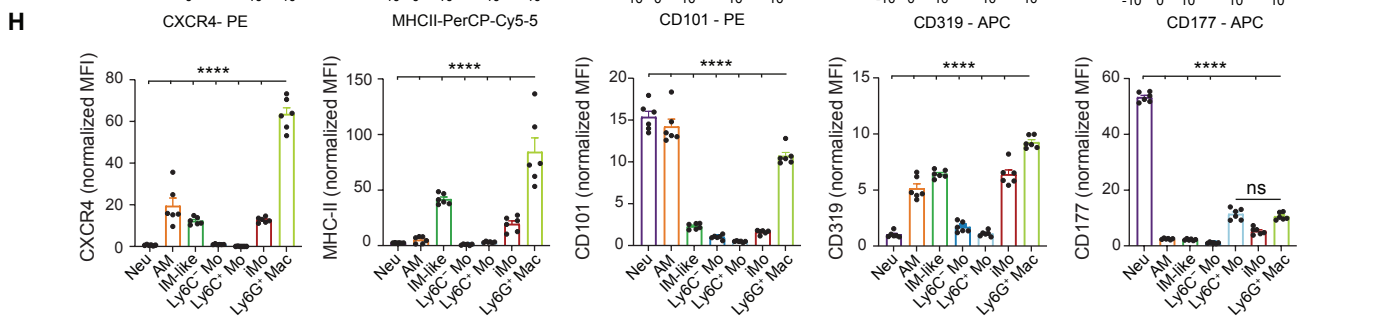 H
CXCR4- PE
MHCII-PerCP-Cy5-5
CD101 - PE
CD319 - APC
CD177 - APC
CXCR4 (normalized MFI)
80
60
40
20
0
****
Neu
AM
IM-like
Ly6C⁻ Mo
Ly6C⁺ Mo
iMo
Ly6G⁺ Mac
MHC-II (normalized MFI)
150
100
50
0
****
Neu
AM
IM-like
Ly6C⁻ Mo
Ly6C⁺ Mo
iMo
Ly6G⁺ Mac
CD101 (normalized MFI)
20
15
10
5
0
****
Neu
AM
IM-like
Ly6C⁻ Mo
Ly6C⁺ Mo
iMo
Ly6G⁺ Mac
CD319 (normalized MFI)
15
10
5
0
****
Neu
AM
IM-like
Ly6C⁻ Mo
Ly6C⁺ Mo
iMo
Ly6G⁺ Mac
CD177 (normalized MFI)
60
40
20
0
****
ns
Neu
AM
IM-like
Ly6C⁻ Mo
Ly6C⁺ Mo
iMo
Ly6G⁺ Mac